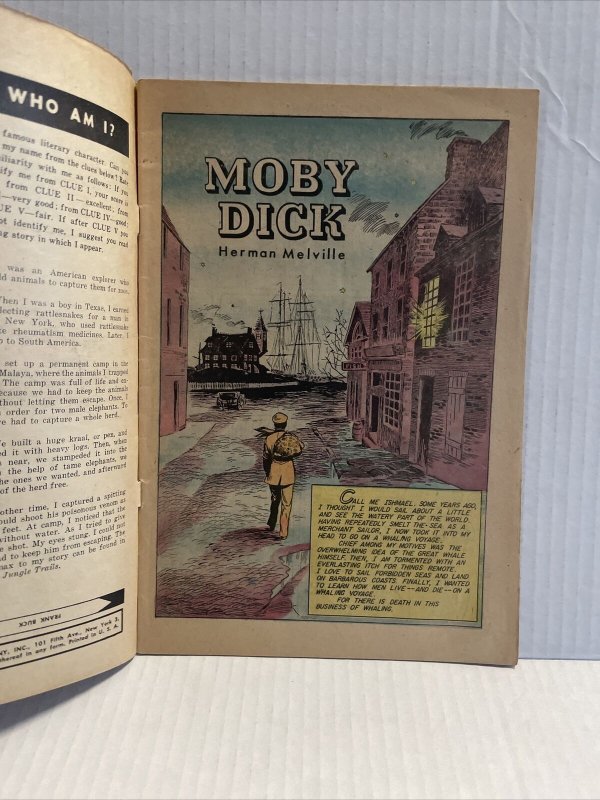 WHO AM I?
famous literary character. Can you
my name from the clues below? Rate
familiarity with me as follows: If you
me from CLUE I, your score is
from CLUE II—excellent; from
—very good; from CLUE IV—good;
CLUE V—fair. If after CLUE V you
not identify me, I suggest you read
story in which I appear.
was an American explorer who
animals to capture them for
When I was a boy in Texas, I earned
collecting rattlesnakes for a man in
New York, who used rattlesnake
rheumatism medicines. Later, I
to South America.
set up a permanent camp in the
Malaya, where the animals I trapped
The camp was full of life and
because we had to keep the animals
without letting them escape. Once, I
order for two male elephants. To
had to capture a whole herd.
We built a huge kraal, or pen, and
it with heavy logs. Then, when
near, we stampeded it into the
the help of tame elephants, we
the ones we wanted, and afterward
of the herd free.
other time, I captured a spitting
could shoot his poisonous venom as
feet. At camp, I noticed that the
without water. As I tried to give
shot. My eyes stung. I could not
had to keep him from escaping. The
to my story can be found in
Jungle Trails.
FRANK BUCK
INC., 101 Fifth Ave., New York 3,
thereof in any form. Printed in U. S. A.
MOBY
DICK
Herman Melville
CALL ME ISHMAEL. SOME YEARS AGO,
I THOUGHT I WOULD SAIL ABOUT A LITTLE
AND SEE THE WATERY PART OF THE WORLD.
HAVING REPEATEDLY SMELT THE SEA AS A
MERCHANT SAILOR, I NOW TOOK IT INTO MY
HEAD TO GO ON A WHALING VOYAGE.
CHIEF AMONG MY MOTIVES WAS THE
OVERWHELMING IDEA OF THE GREAT WHALE
HIMSELF. THEN, I AM TORMENTED WITH AN
EVERLASTING ITCH FOR THINGS REMOTE.
I LOVE TO SAIL FORBIDDEN SEAS AND LAND
ON BARBAROUS COASTS. FINALLY, I WANTED
TO LEARN HOW MEN LIVE—AND DIE—ON A
WHALING VOYAGE.
FOR THERE IS DEATH IN THIS
BUSINESS OF WHALING.